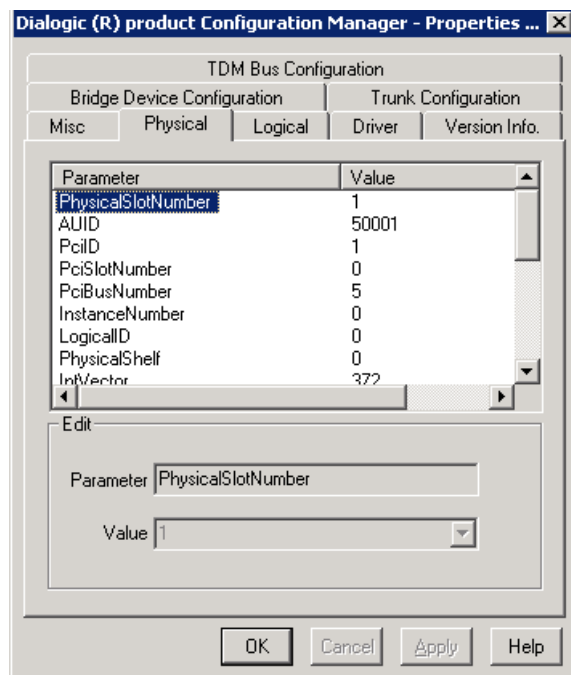 Dialogic (R) product Configuration Manager - Properties ...
TDM Bus Configuration
Bridge Device Configuration Trunk Configuration
Misc Physical Logical Driver Version Info.
Parameter Value
PhysicalSlotNumber 1
AUID 50001
PciID 1
PciSlotNumber 0
PciBusNumber 5
InstanceNumber 0
LogicalID 0
PhysicalShelf 0
IntVector 372
Edit
Parameter PhysicalSlotNumber
Value 1
OK Cancel Apply Help